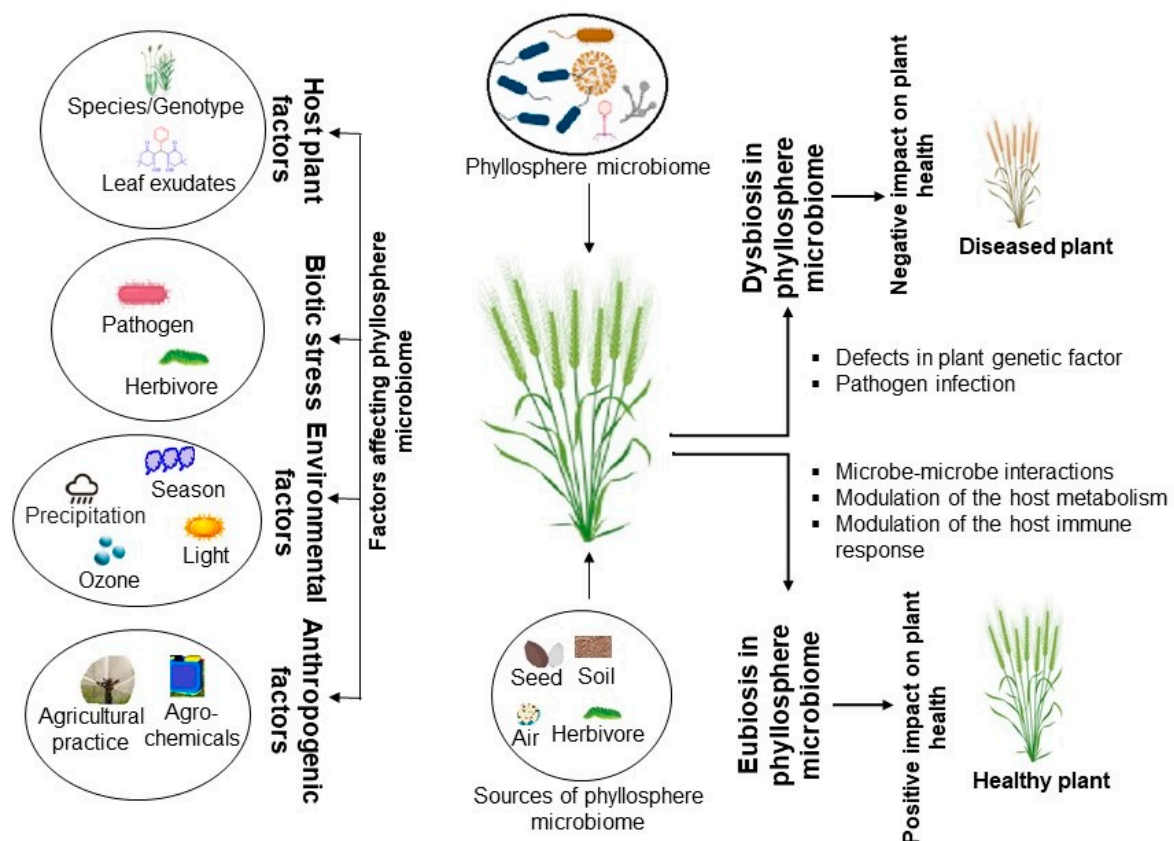 Species/Genotype
Leaf exudates
Host plant
factors
Pathogen
Herbivore
Biotic stress
Season
Precipitation
Light
Ozone
Environmental
factors
Agricultural
practice
Agro-
chemicals
Anthropogenic
factors
Factors affecting phyllosphere
microbiome
Phyllosphere microbiome
Seed
Soil
Air
Herbivore
Sources of phyllosphere
microbiome
Dysbiosis in
phyllosphere
microbiome
Negative impact on plant
health
Diseased plant
▪ Defects in plant genetic factor
▪ Pathogen infection
▪ Microbe-microbe interactions
▪ Modulation of the host metabolism
▪ Modulation of the host immune
response
Eubiosis in
phyllosphere
microbiome
Positive impact on plant
health
Healthy plant